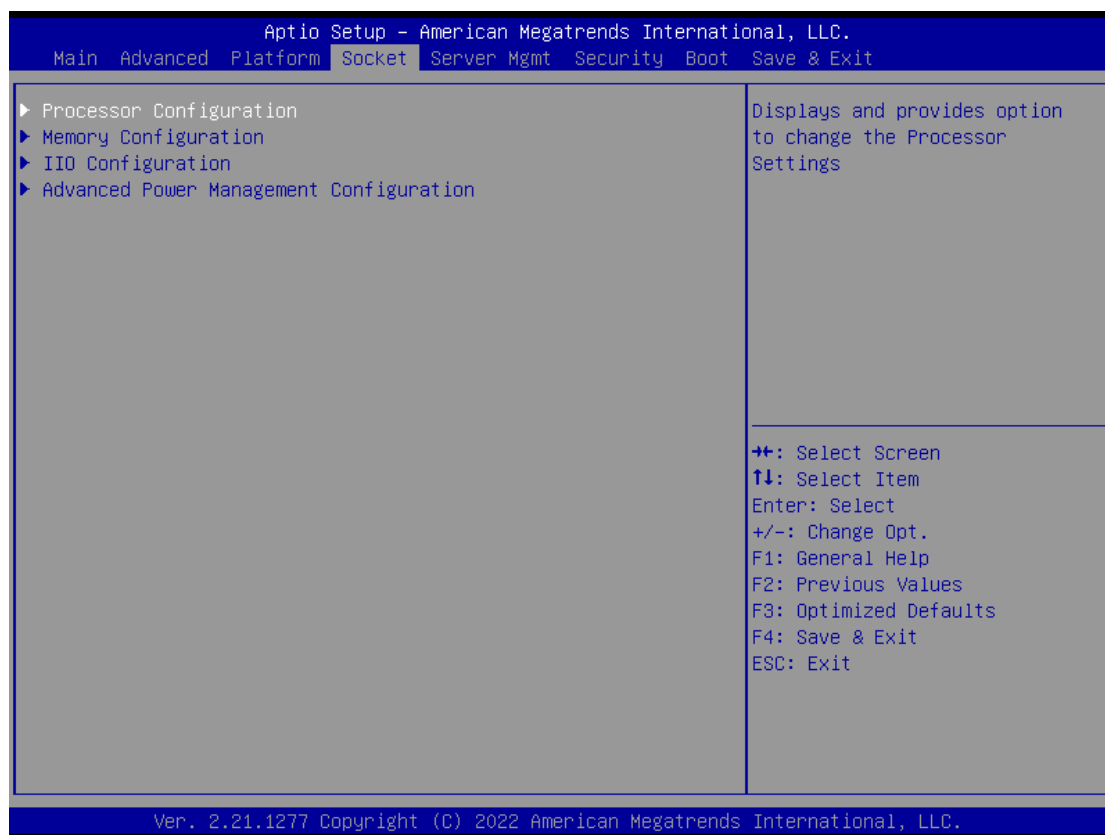 Aptio Setup – American Megatrends International, LLC.
Main Advanced Platform Socket Server Mgmt Security Boot Save & Exit
▶ Processor Configuration
▶ Memory Configuration
▶ IIO Configuration
▶ Advanced Power Management Configuration
Displays and provides option
to change the Processor
Settings
→←: Select Screen
↑↓: Select Item
Enter: Select
+/-: Change Opt.
F1: General Help
F2: Previous Values
F3: Optimized Defaults
F4: Save & Exit
ESC: Exit
Ver. 2.21.1277 Copyright (C) 2022 American Megatrends International, LLC.